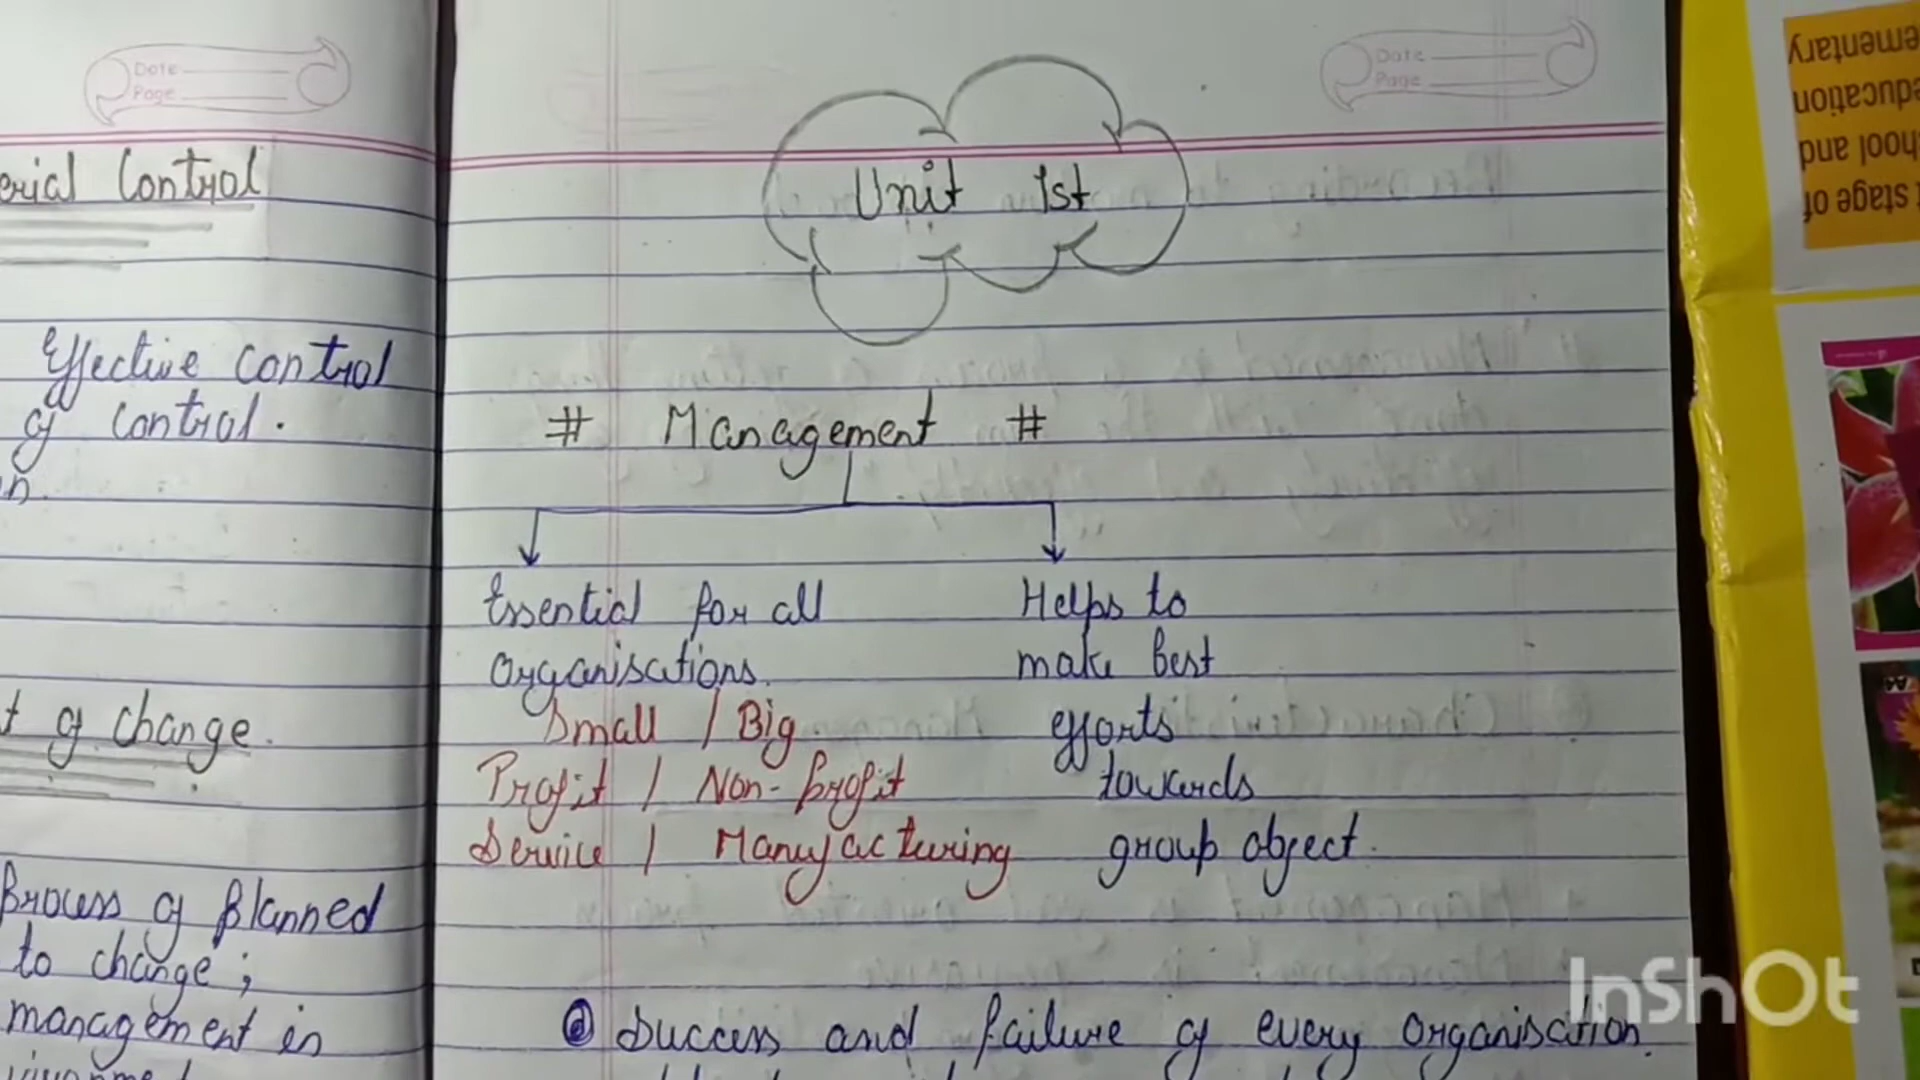 Date
Page
erial Control
Effective control
of control.
n.
t of change.
Process of planned
to change;
management in
Date
Page
Unit 1st
# Management #
Essential for all
organisations.
Small / Big
Profit / Non-profit
Service / Manufacturing
Helps to
make best
efforts
towards
group object.
Success and failure of every organisation
ementary
education
hool and
t stage of
InShOt